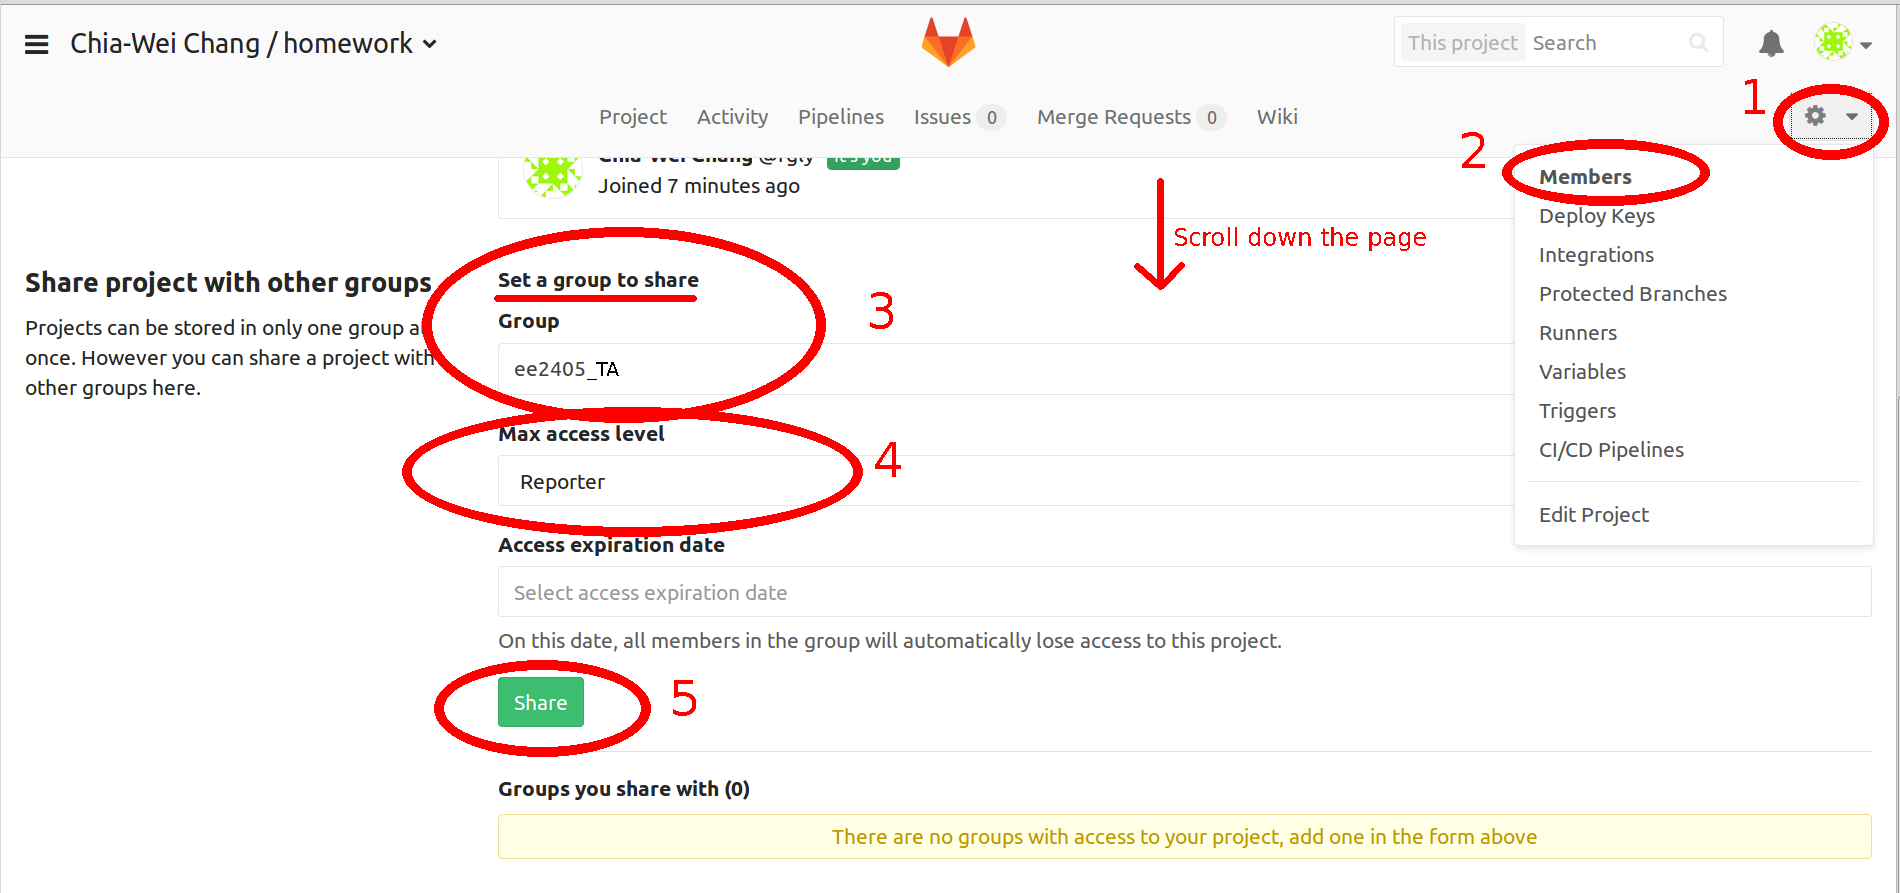 Chia-Wei Chang / homework
This project Search
Project Activity Pipelines Issues 0 Merge Requests 0 Wiki
1
2
Chia-Wei Chang @rgly It's you
Joined 7 minutes ago
Members
Deploy Keys
Integrations
Protected Branches
Runners
Variables
Triggers
CI/CD Pipelines
Edit Project
Scroll down the page
Share project with other groups
Projects can be stored in only one group a
once. However you can share a project with
other groups here.
Set a group to share
3
Group
ee2405_TA
Max access level
4
Reporter
Access expiration date
Select access expiration date
On this date, all members in the group will automatically lose access to this project.
Share
5
Groups you share with (0)
There are no groups with access to your project, add one in the form above